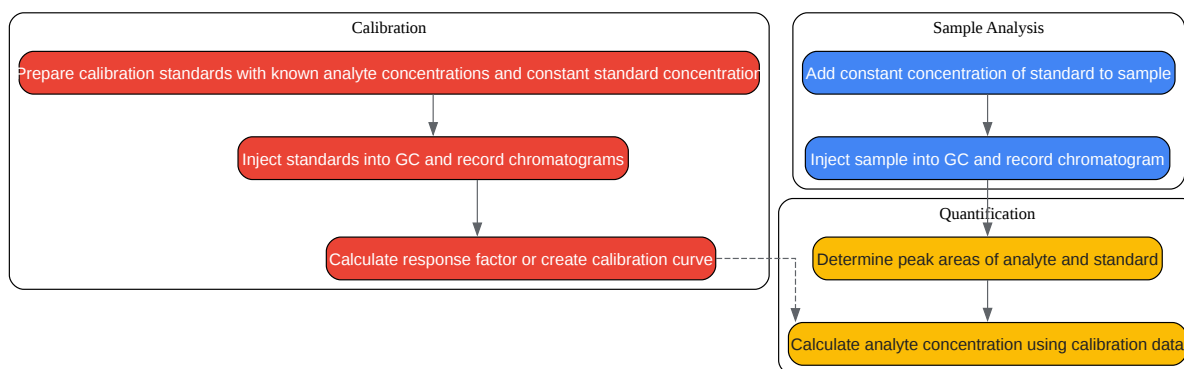 Calibration
Prepare calibration standards with known analyte concentrations and constant standard concentration
Inject standards into GC and record chromatograms
Calculate response factor or create calibration curve
Sample Analysis
Add constant concentration of standard to sample
Inject sample into GC and record chromatogram
Quantification
Determine peak areas of analyte and standard
Calculate analyte concentration using calibration data